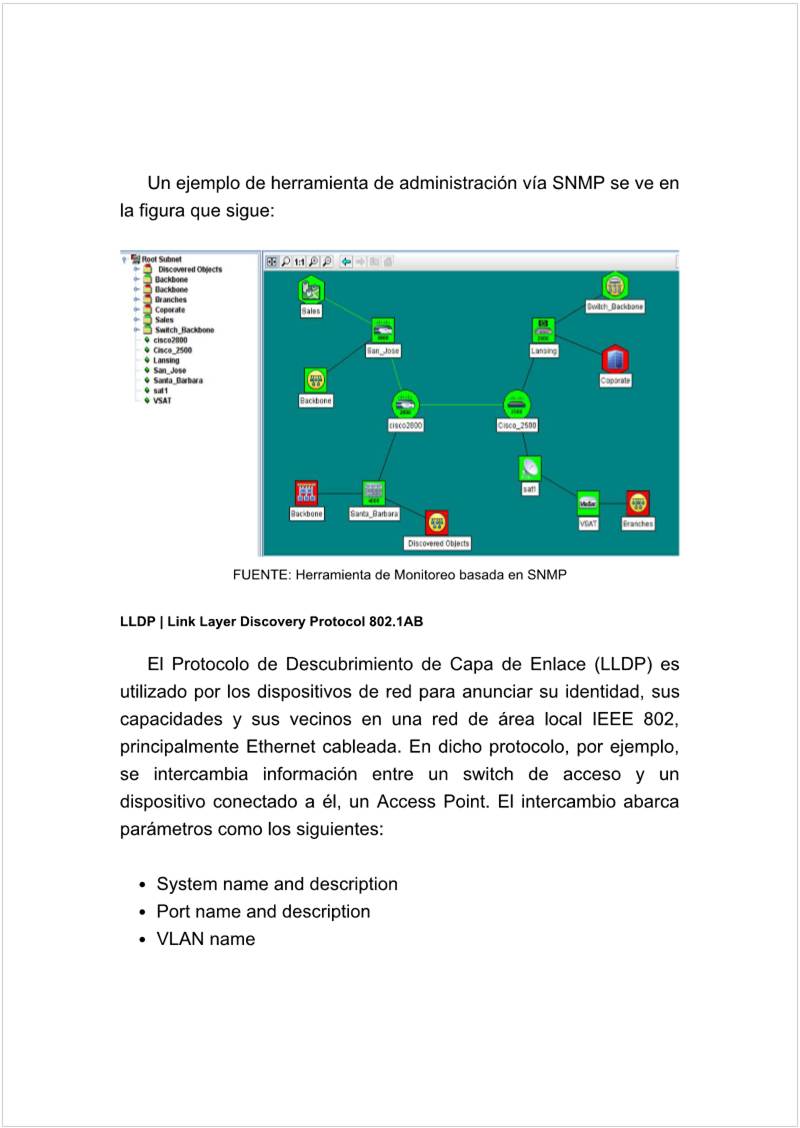 Un ejemplo de herramienta de administración vía SNMP se ve en
la figura que sigue:
Root Subnet
Discovered Objects
Backbone
Backbone
Branches
Coporate
Sales
Switch_Backbone
cisco2800
Cisco_2500
Lansing
San_Jose
Santa_Barbara
sat1
VSAT
1:1
Sales
San_Jose
Backbone
cisco2800
Cisco_2500
Lansing
Switch_Backbone
Coporate
sat1
VSAT
Branches
Backbone
Santa_Barbara
Discovered Objects
FUENTE: Herramienta de Monitoreo basada en SNMP
LLDP | Link Layer Discovery Protocol 802.1AB
El Protocolo de Descubrimiento de Capa de Enlace (LLDP) es
utilizado por los dispositivos de red para anunciar su identidad, sus
capacidades y sus vecinos en una red de área local IEEE 802,
principalmente Ethernet cableada. En dicho protocolo, por ejemplo,
se intercambia información entre un switch de acceso y un
dispositivo conectado a él, un Access Point. El intercambio abarca
parámetros como los siguientes:
• System name and description
• Port name and description
• VLAN name